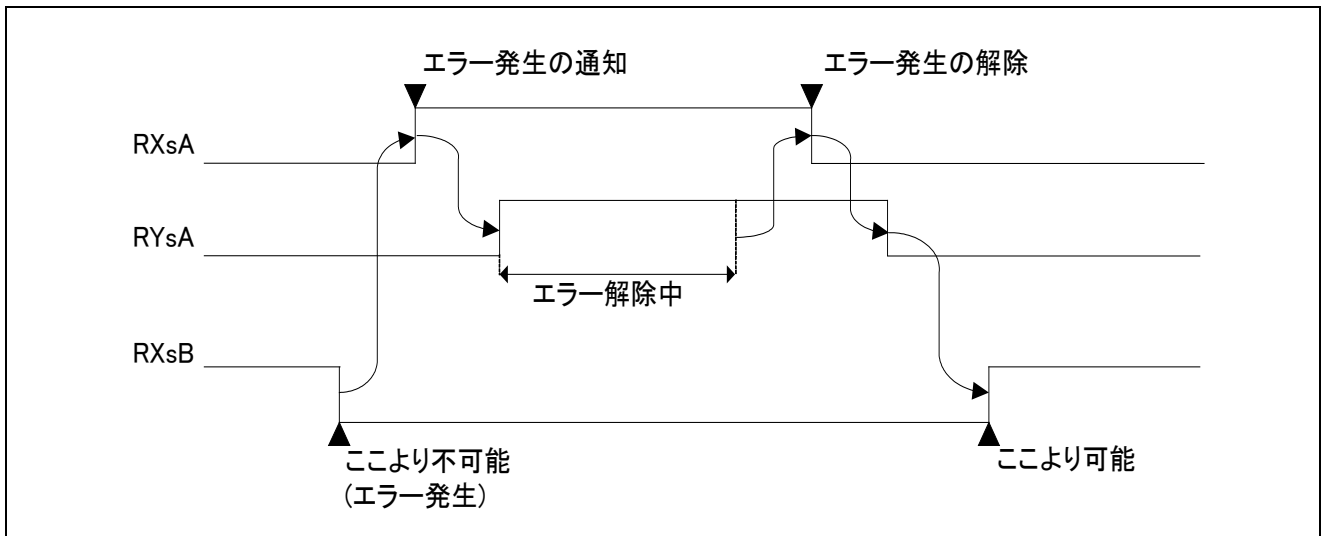 エラー発生の通知
エラー発生の解除
RXsA
RYsA
エラー解除中
RXsB
ここより不可能
(エラー発生)
ここより可能